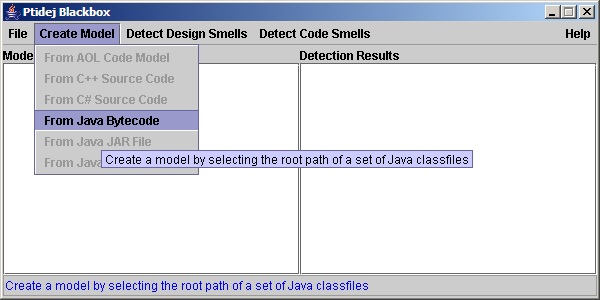 Ptidej Blackbox
File Create Model Detect Design Smells Detect Code Smells Help
Mode Detection Results
From AOL Code Model
From C++ Source Code
From C# Source Code
From Java Bytecode
From Java JAR File
From Java
Create a model by selecting the root path of a set of Java classfiles
Create a model by selecting the root path of a set of Java classfiles